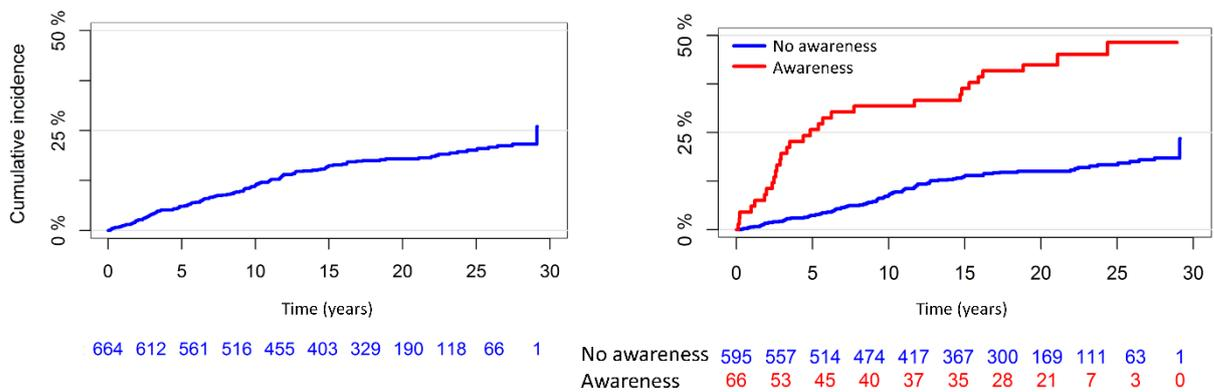 Cumulative incidence
50 %
25 %
0 %
0 5 10 15 20 25 30
Time (years)
664 612 561 516 455 403 329 190 118 66 1
50 %
25 %
0 %
No awareness
Awareness
0 5 10 15 20 25 30
Time (years)
No awareness 595 557 514 474 417 367 300 169 111 63 1
Awareness 66 53 45 40 37 35 28 21 7 3 0